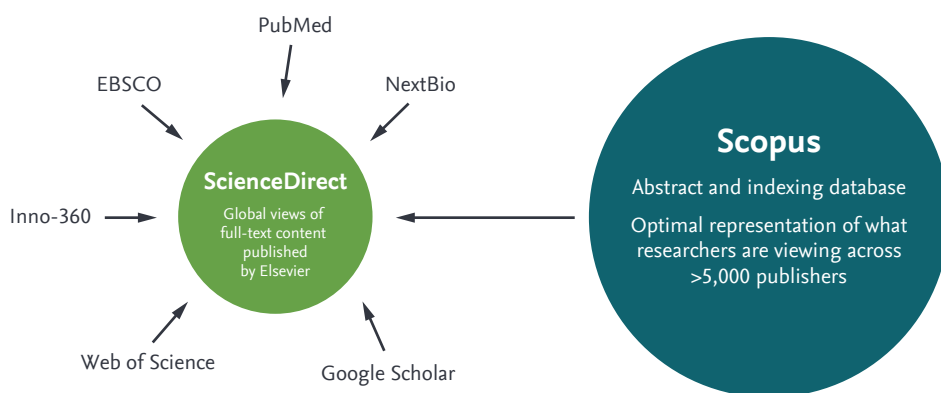 PubMed
EBSCO
NextBio
Inno-360
ScienceDirect
Global views of
full-text content
published
by Elsevier
Web of Science
Google Scholar
Scopus
Abstract and indexing database
Optimal representation of what
researchers are viewing across
>5,000 publishers